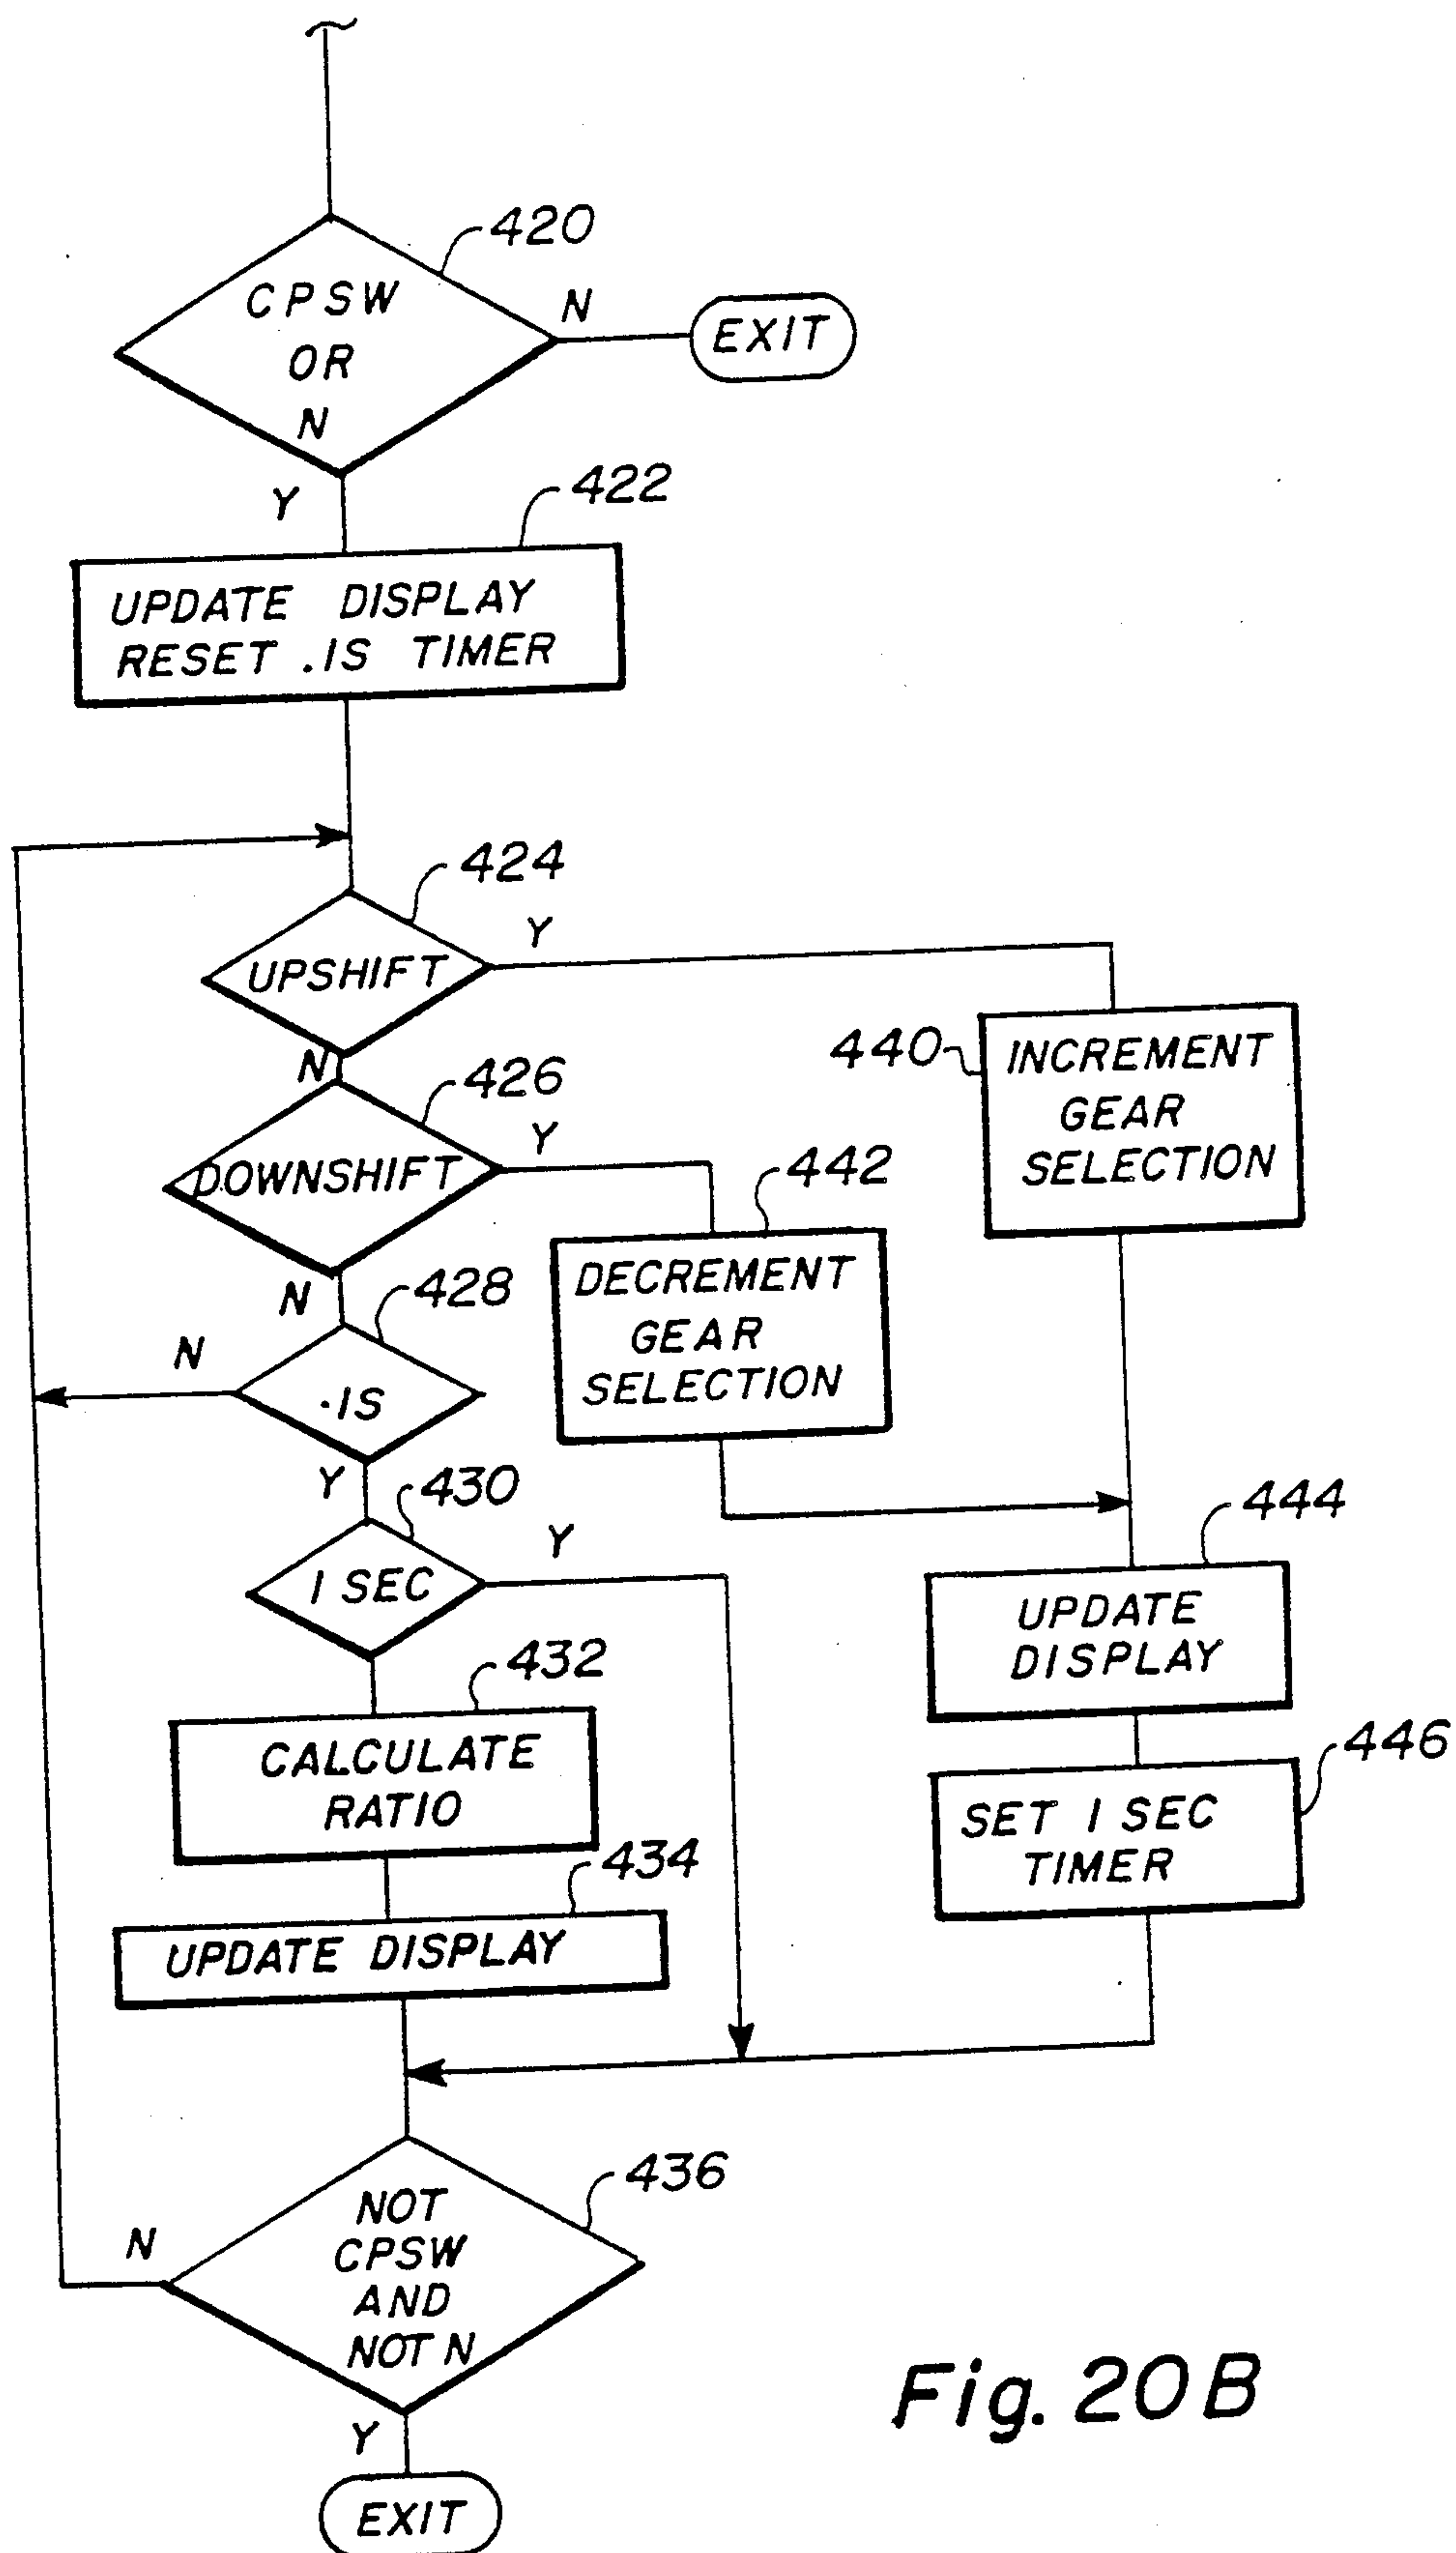 420
CPSW
OR
N
N
EXIT
Y
422
UPDATE DISPLAY
RESET .1S TIMER
424
UPSHIFT
Y
N
440
INCREMENT
GEAR
SELECTION
426
DOWNSHIFT
Y
442
DECREMENT
GEAR
SELECTION
N
428
N
.1S
Y
430
1 SEC
Y
444
UPDATE
DISPLAY
432
CALCULATE
RATIO
446
SET 1 SEC
TIMER
434
UPDATE DISPLAY
436
NOT
CPSW
AND
NOT N
N
Y
EXIT
Fig. 20B